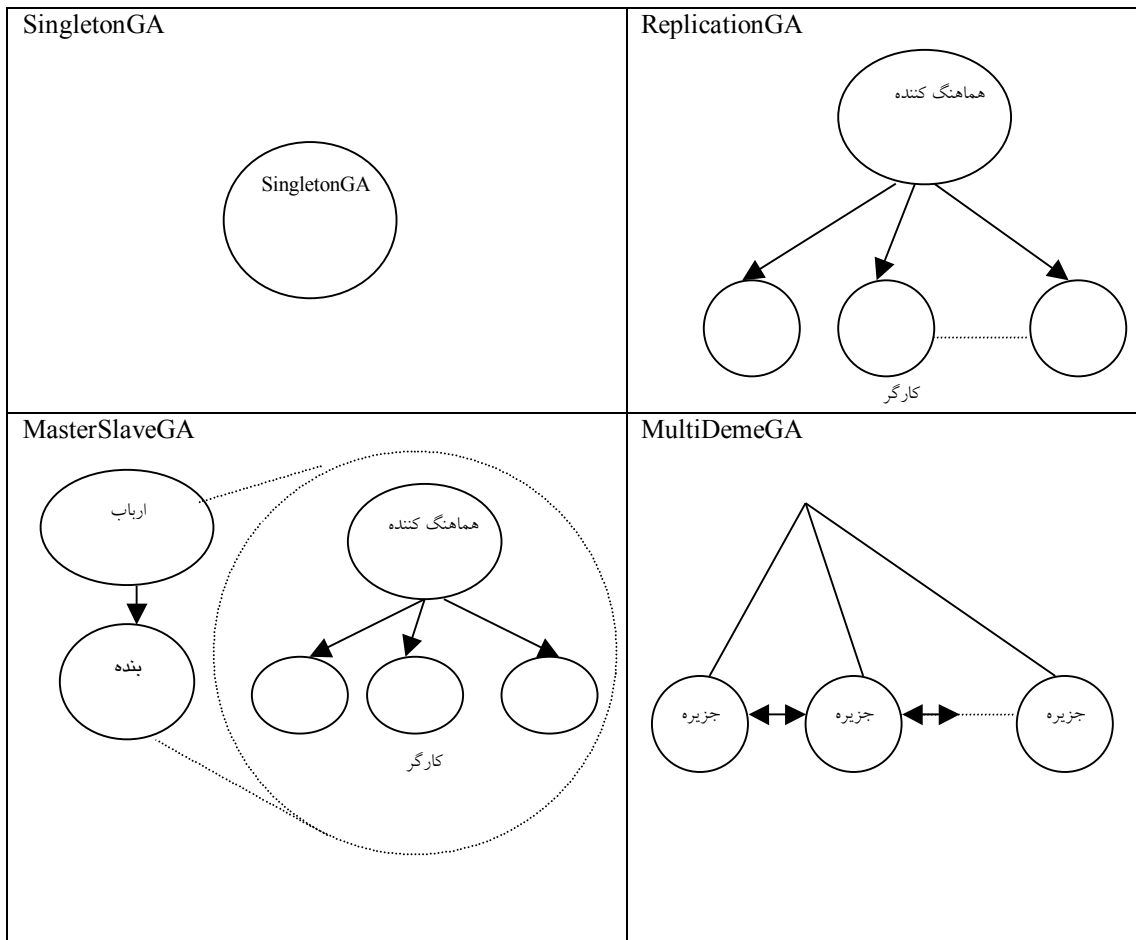 SingletonGA
SingletonGA
ReplicationGA
هماهنگ کننده
کارگر
MasterSlaveGA
ارباب
بنده
هماهنگ کننده
کارگر
MultiDemeGA
جزیره
جزیره
جزیره